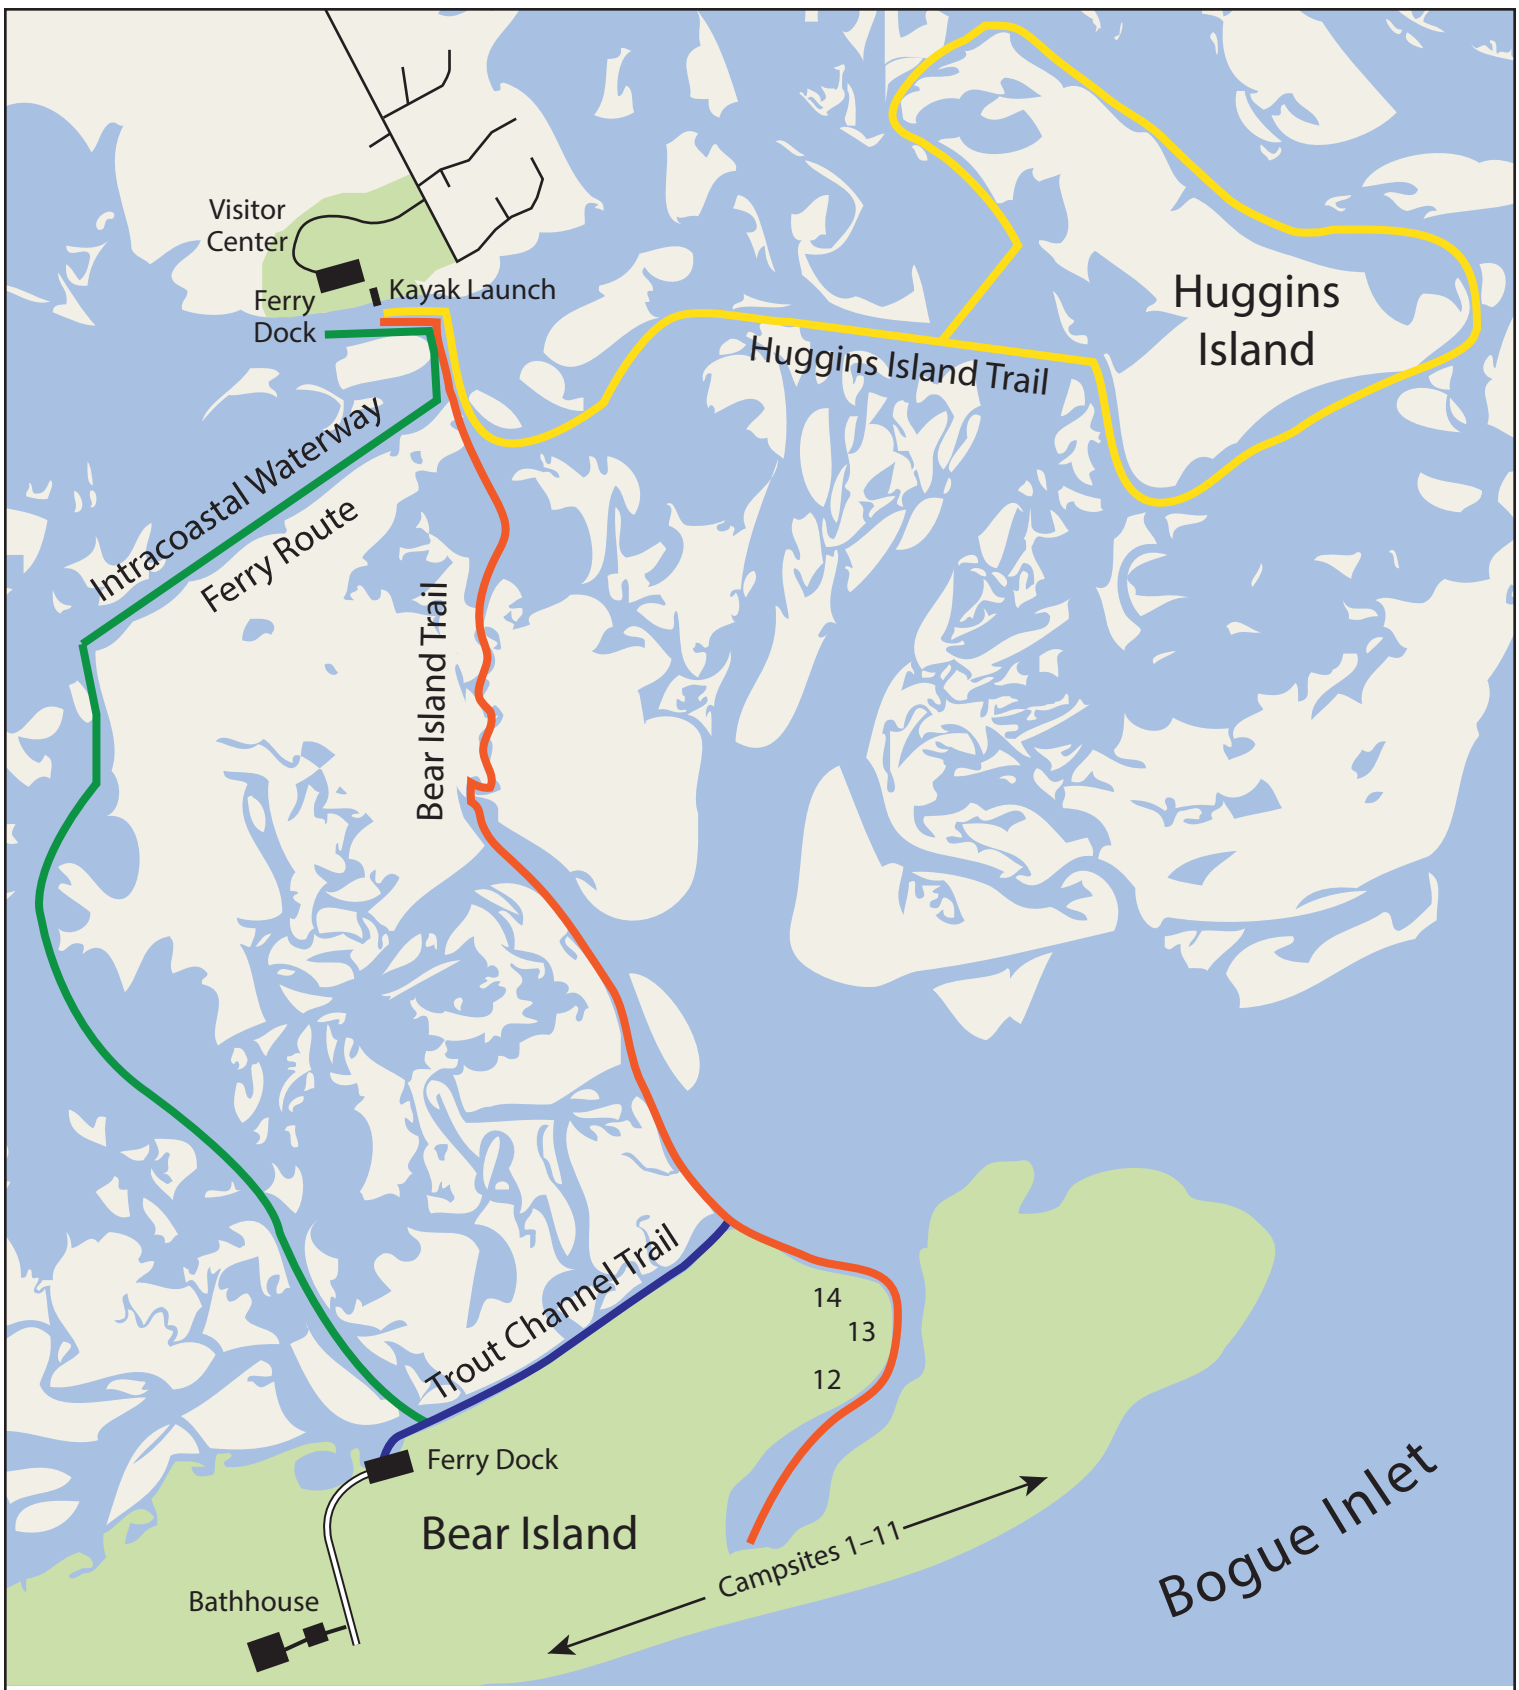 Visitor
Center
Kayak Launch
Ferry
Dock
Huggins
Island
Huggins Island Trail
Intracoastal Waterway
Ferry Route
Bear Island Trail
Trout Channel Trail
14
13
12
Ferry Dock
Bear Island
Campsites 1–11
Bogue Inlet
Bathhouse